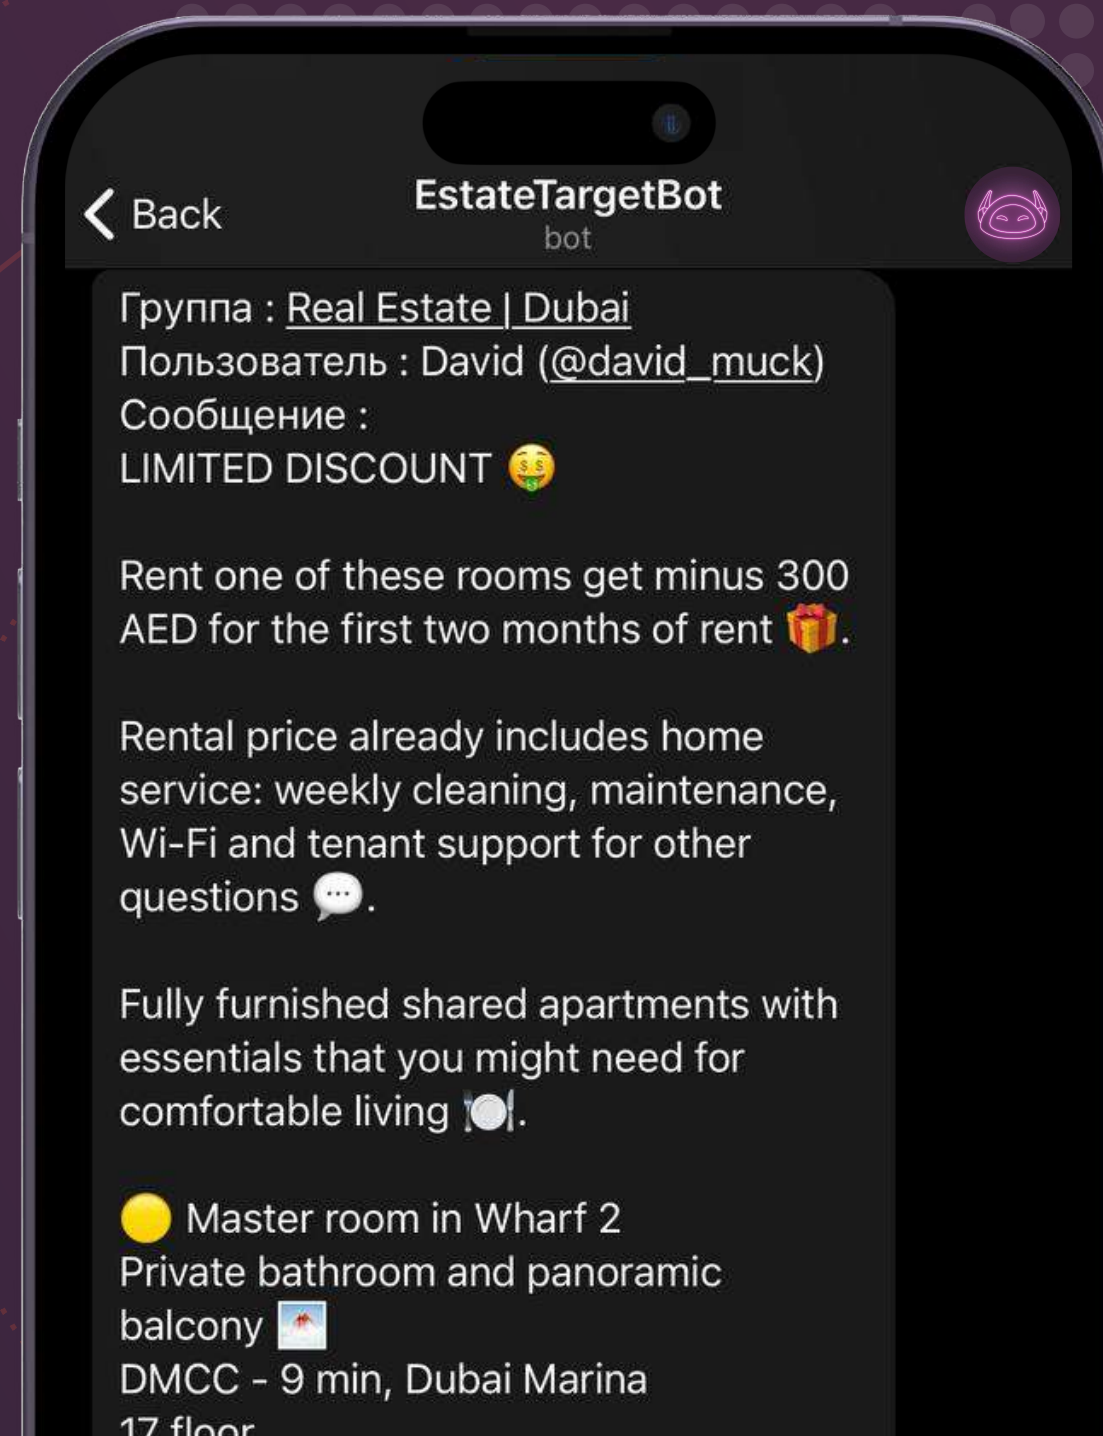 Back
EstateTargetBot
bot
Группа : Real Estate | Dubai
Пользователь : David (@david_muck)
Сообщение :
LIMITED DISCOUNT 🤑
Rent one of these rooms get minus 300
AED for the first two months of rent 🎁.
Rental price already includes home
service: weekly cleaning, maintenance,
Wi-Fi and tenant support for other
questions 💬.
Fully furnished shared apartments with
essentials that you might need for
comfortable living 🍽.
🟡 Master room in Wharf 2
Private bathroom and panoramic
balcony 🌄
DMCC - 9 min, Dubai Marina
17 floor